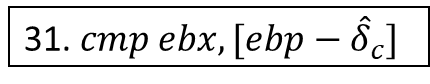 31. cmp ebx, [ebp − δ̂c]